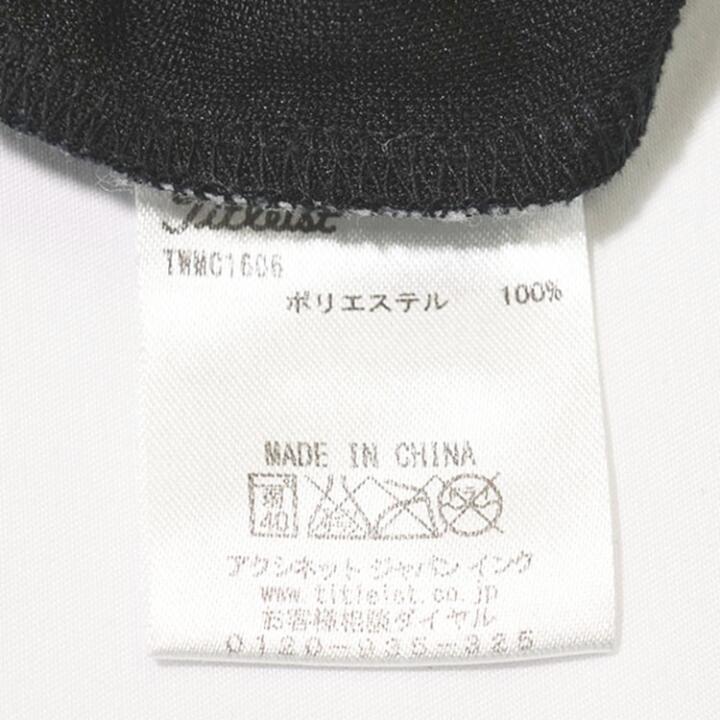 Titleist
TWMC1606
ポリエステル 100%
MADE IN CHINA
40
アクシネット ジャパン インク
www.titleist.co.jp
お客様相談ダイヤル
0120-935-325